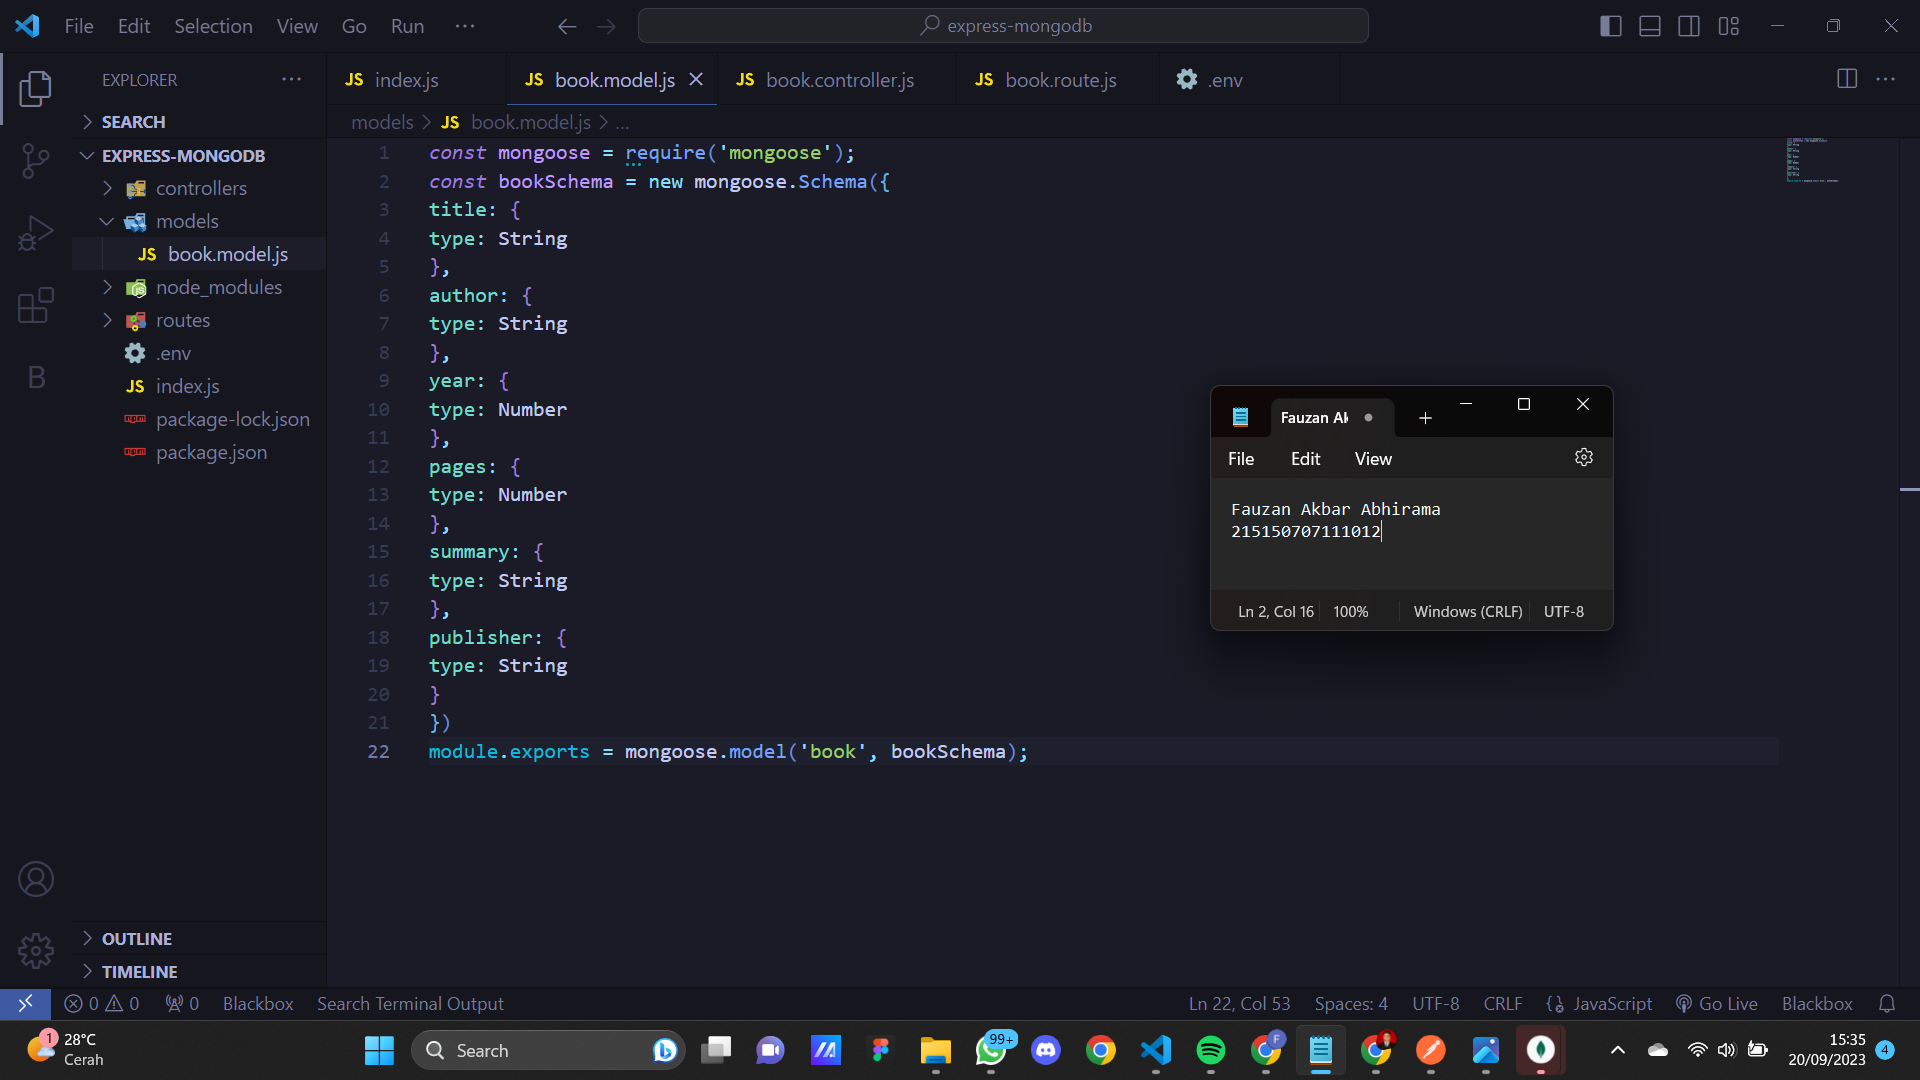 File Edit Selection View Go Run ···
express-mongodb
EXPLORER ···
SEARCH
EXPRESS-MONGODB
controllers
models
JS book.model.js
node_modules
routes
.env
JS index.js
package-lock.json
package.json
OUTLINE
TIMELINE
JS index.js
JS book.model.js
JS book.controller.js
JS book.route.js
.env
models > JS book.model.js > ...
1 const mongoose = require('mongoose');
2 const bookSchema = new mongoose.Schema({
3 title: {
4 type: String
5 },
6 author: {
7 type: String
8 },
9 year: {
10 type: Number
11 },
12 pages: {
13 type: Number
14 },
15 summary: {
16 type: String
17 },
18 publisher: {
19 type: String
20 }
21 })
22 module.exports = mongoose.model('book', bookSchema);
Fauzan Ak
File Edit View
Fauzan Akbar Abhirama
215150707111012
Ln 2, Col 16 100% Windows (CRLF) UTF-8
0 0 0 Blackbox Search Terminal Output
Ln 22, Col 53 Spaces: 4 UTF-8 CRLF JavaScript Go Live Blackbox
1 28°C
Cerah
Search
99+
F
15:35
20/09/2023
4